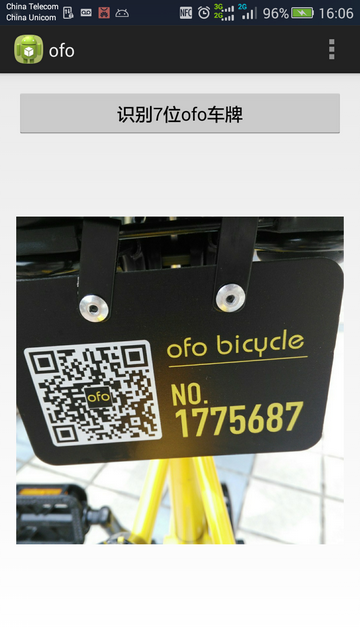 China Telecom
China Unicom
NFC
3G
2G
2G
96%
16:06
ofo
识别7位ofo车牌
ofo bicycle
ofo
NO.
1775687